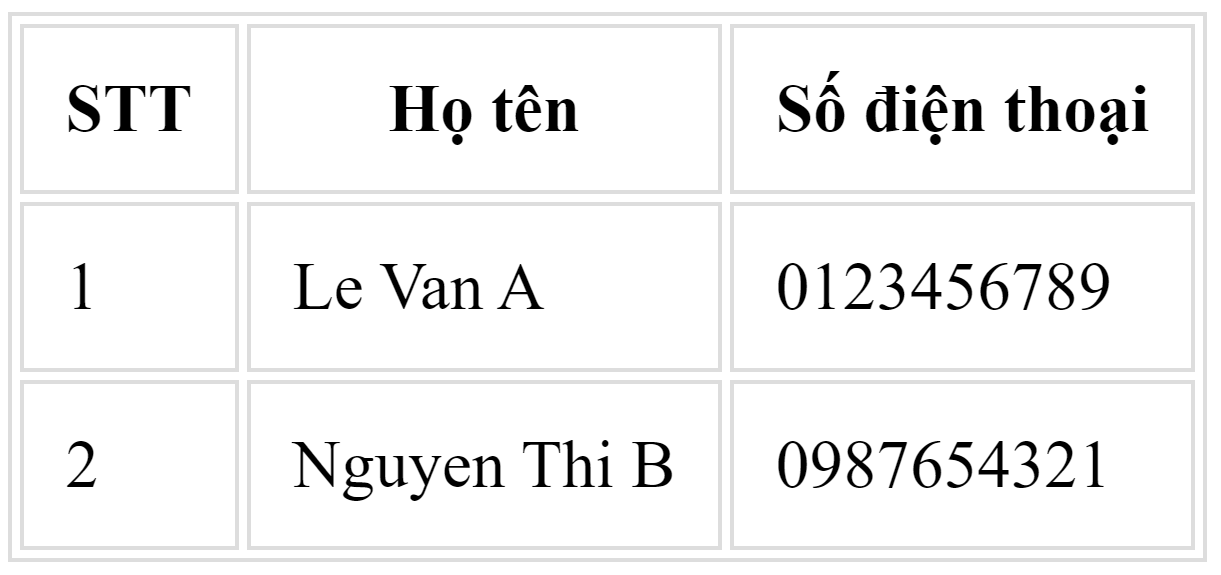 STT Họ tên Số điện thoại
1 Le Van A 0123456789
2 Nguyen Thi B 0987654321